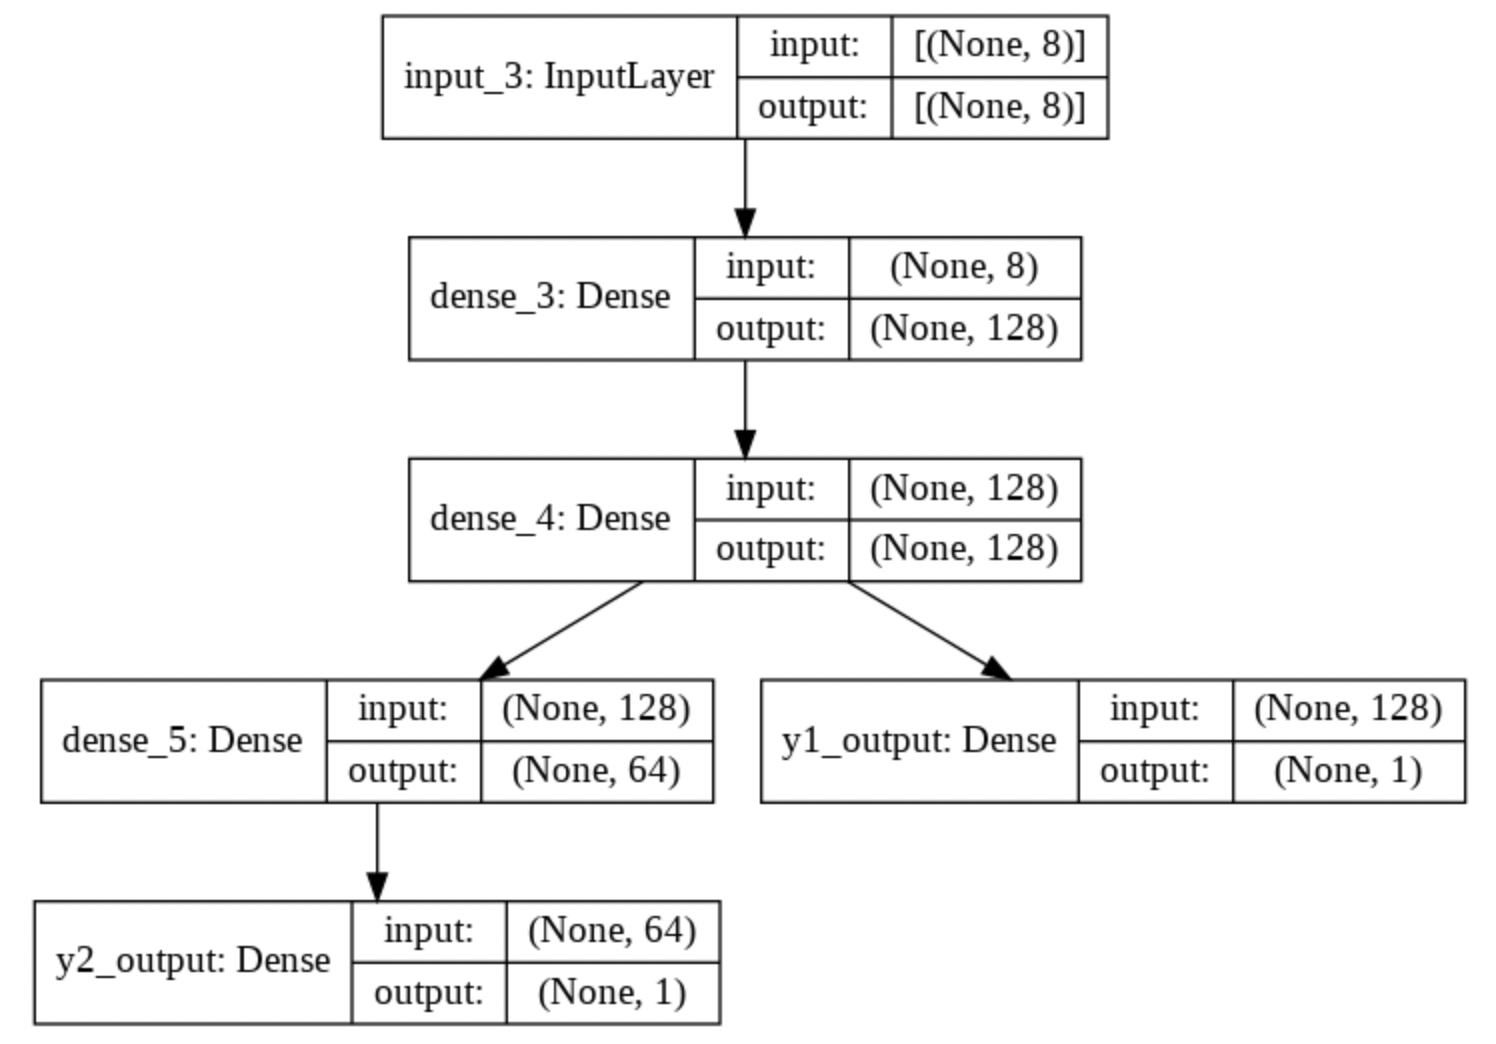 input_3: InputLayer
input: [(None, 8)]
output: [(None, 8)]
dense_3: Dense
input: (None, 8)
output: (None, 128)
dense_4: Dense
input: (None, 128)
output: (None, 128)
dense_5: Dense
input: (None, 128)
output: (None, 64)
y1_output: Dense
input: (None, 128)
output: (None, 1)
y2_output: Dense
input: (None, 64)
output: (None, 1)